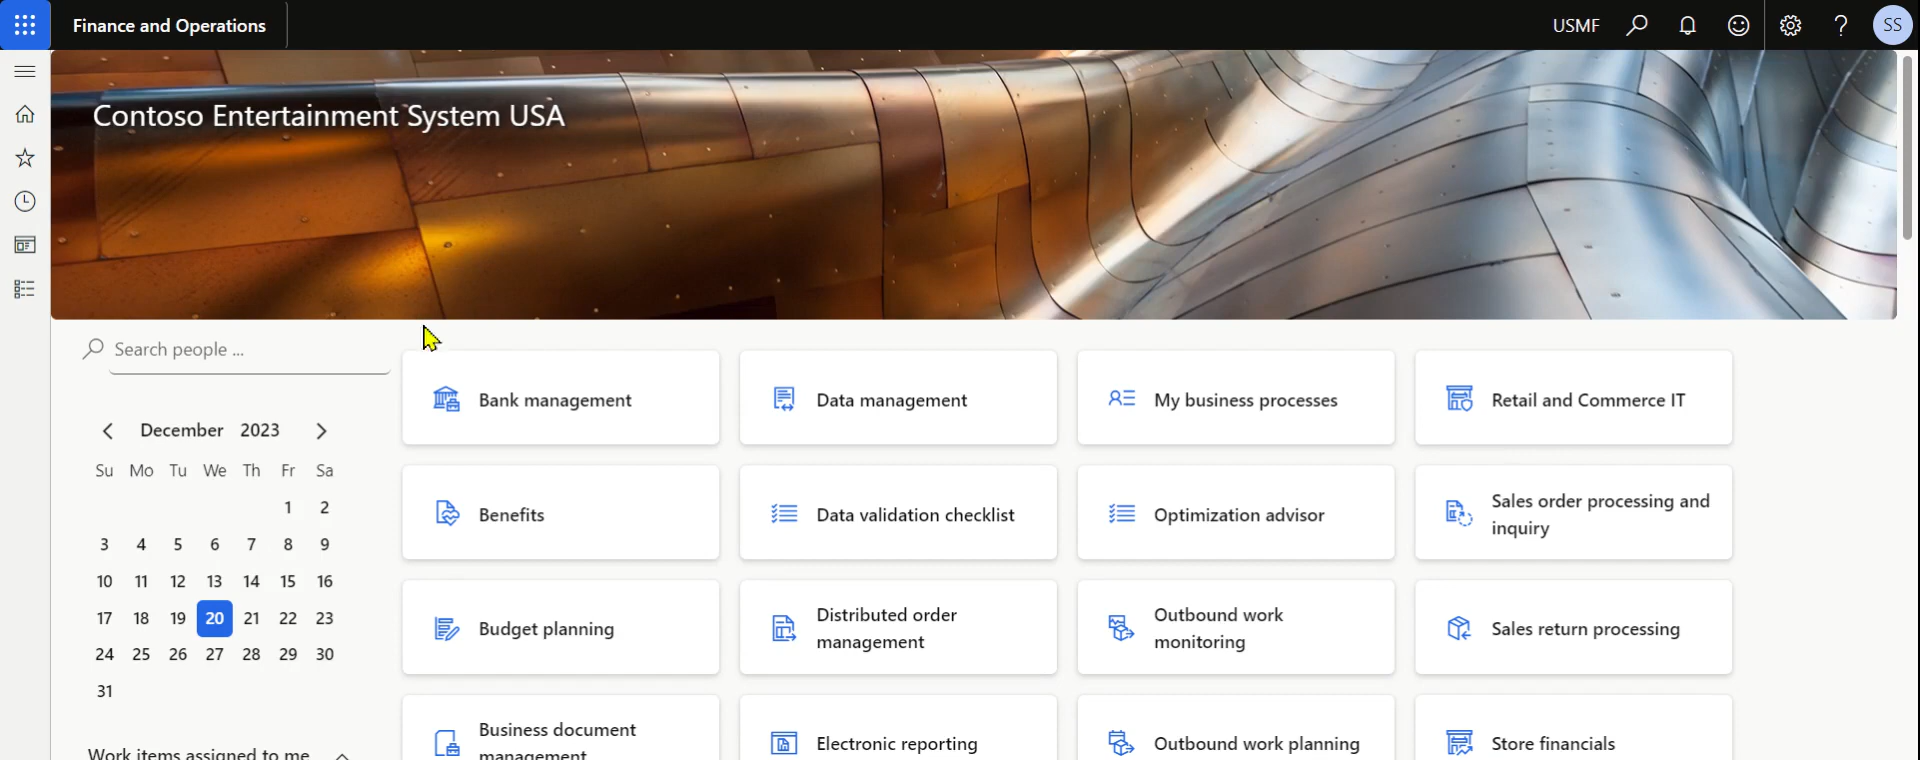 Finance and Operations
USMF
SS
Contoso Entertainment System USA
Search people ...
December 2023
Su Mo Tu We Th Fr Sa
1 2
3 4 5 6 7 8 9
10 11 12 13 14 15 16
17 18 19 20 21 22 23
24 25 26 27 28 29 30
31
Work items assigned to me
Bank management
Data management
My business processes
Retail and Commerce IT
Benefits
Data validation checklist
Optimization advisor
Sales order processing and
inquiry
Budget planning
Distributed order
management
Outbound work
monitoring
Sales return processing
Business document
management
Electronic reporting
Outbound work planning
Store financials